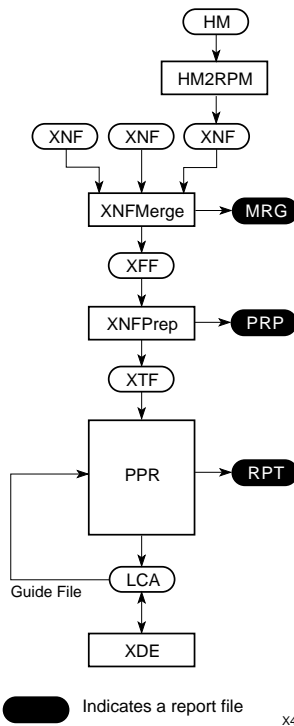 HM
HM2RPM
XNF XNF XNF
XNFMerge MRG
XFF
XNFPrep PRP
XTF
PPR RPT
LCA
Guide File
XDE
Indicates a report file
X4